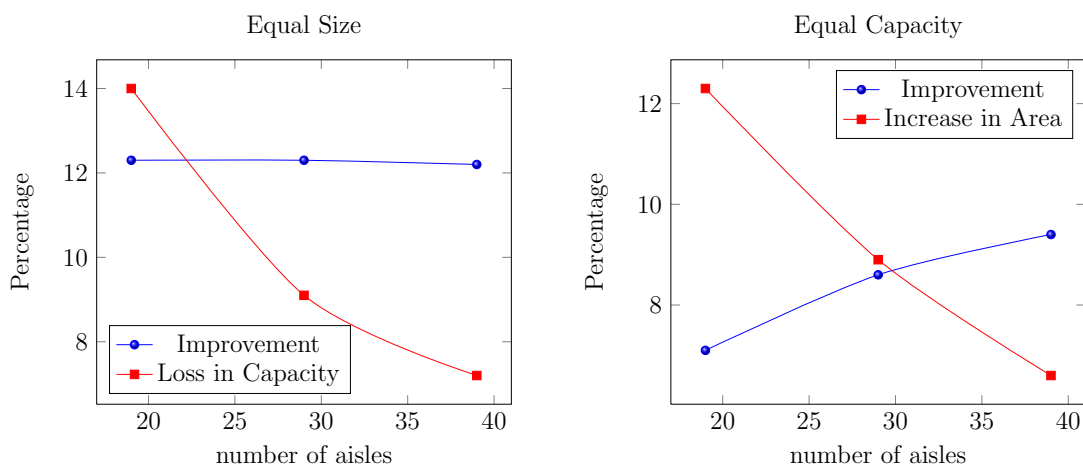 Equal Size
14
12
10
8
Percentage
Improvement
Loss in Capacity
20 25 30 35 40
number of aisles
Equal Capacity
12
10
8
Percentage
Improvement
Increase in Area
20 25 30 35 40
number of aisles